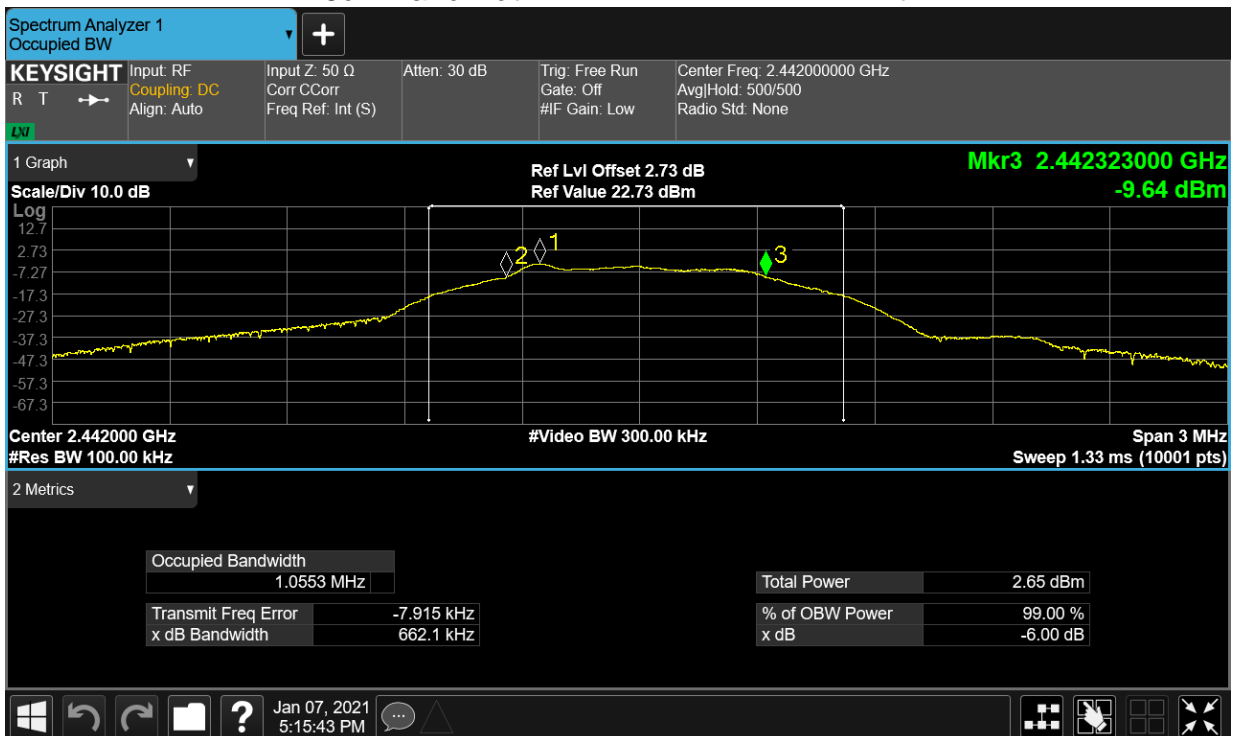 Spectrum Analyzer 1
Occupied BW
+
KEYSIGHT
R T
LXI
Input: RF
Coupling: DC
Align: Auto
Input Z: 50 Ω
Corr CCorr
Freq Ref: Int (S)
Atten: 30 dB
Trig: Free Run
Gate: Off
#IF Gain: Low
Center Freq: 2.442000000 GHz
Avg|Hold: 500/500
Radio Std: None
1 Graph
Scale/Div 10.0 dB
Ref Lvl Offset 2.73 dB
Ref Value 22.73 dBm
Mkr3 2.442323000 GHz
-9.64 dBm
Log
12.7
2.73
-7.27
-17.3
-27.3
-37.3
-47.3
-57.3
-67.3
2
1
3
Center 2.442000 GHz
#Video BW 300.00 kHz
Span 3 MHz
#Res BW 100.00 kHz
Sweep 1.33 ms (10001 pts)
2 Metrics
Occupied Bandwidth
1.0553 MHz
Total Power 2.65 dBm
Transmit Freq Error -7.915 kHz
% of OBW Power 99.00 %
x dB Bandwidth 662.1 kHz
x dB -6.00 dB
?
Jan 07, 2021
5:15:43 PM